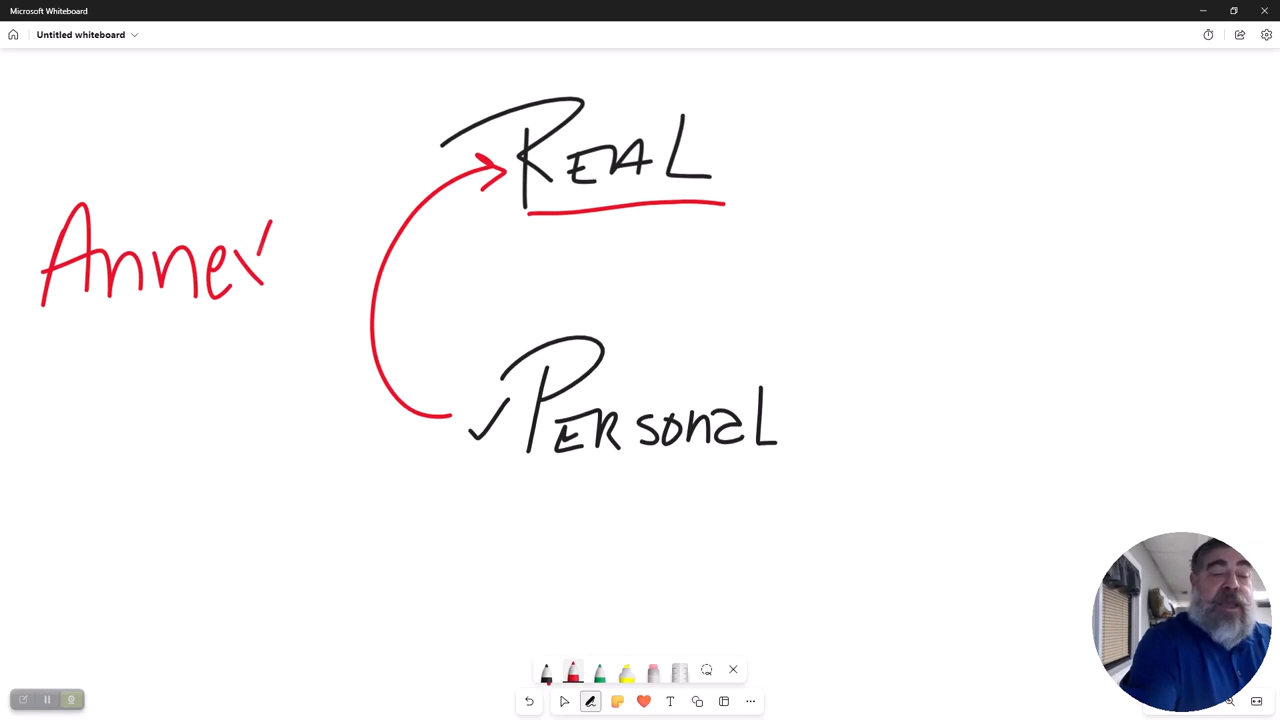 Microsoft Whiteboard
Untitled whiteboard
REAL
Annex
PERsonaL
T